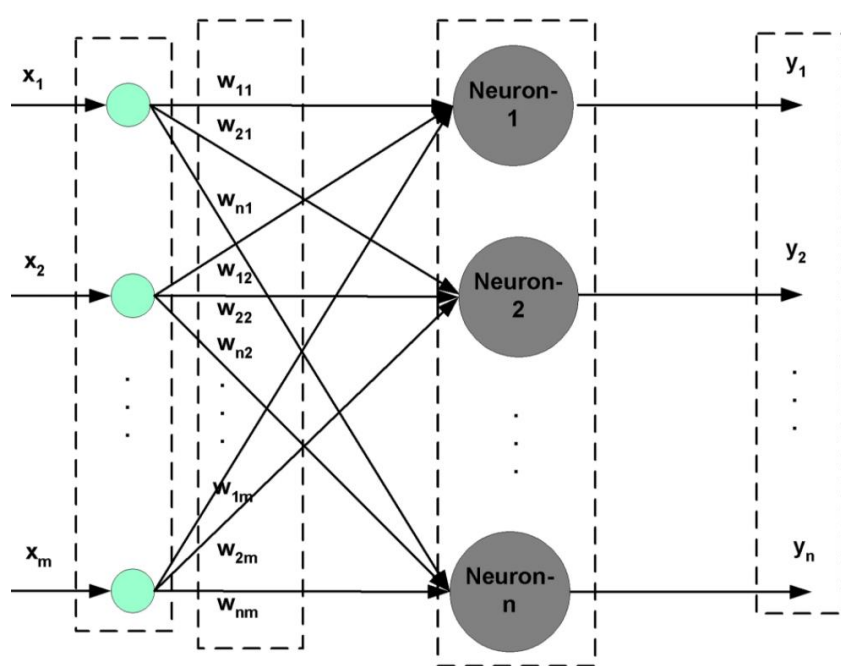 x1
w11
Neuron-
1
y1
w21
wn1
x2
w12
Neuron-
2
y2
w22
wn2
w1m
xm
w2m
Neuron-
n
yn
wnm